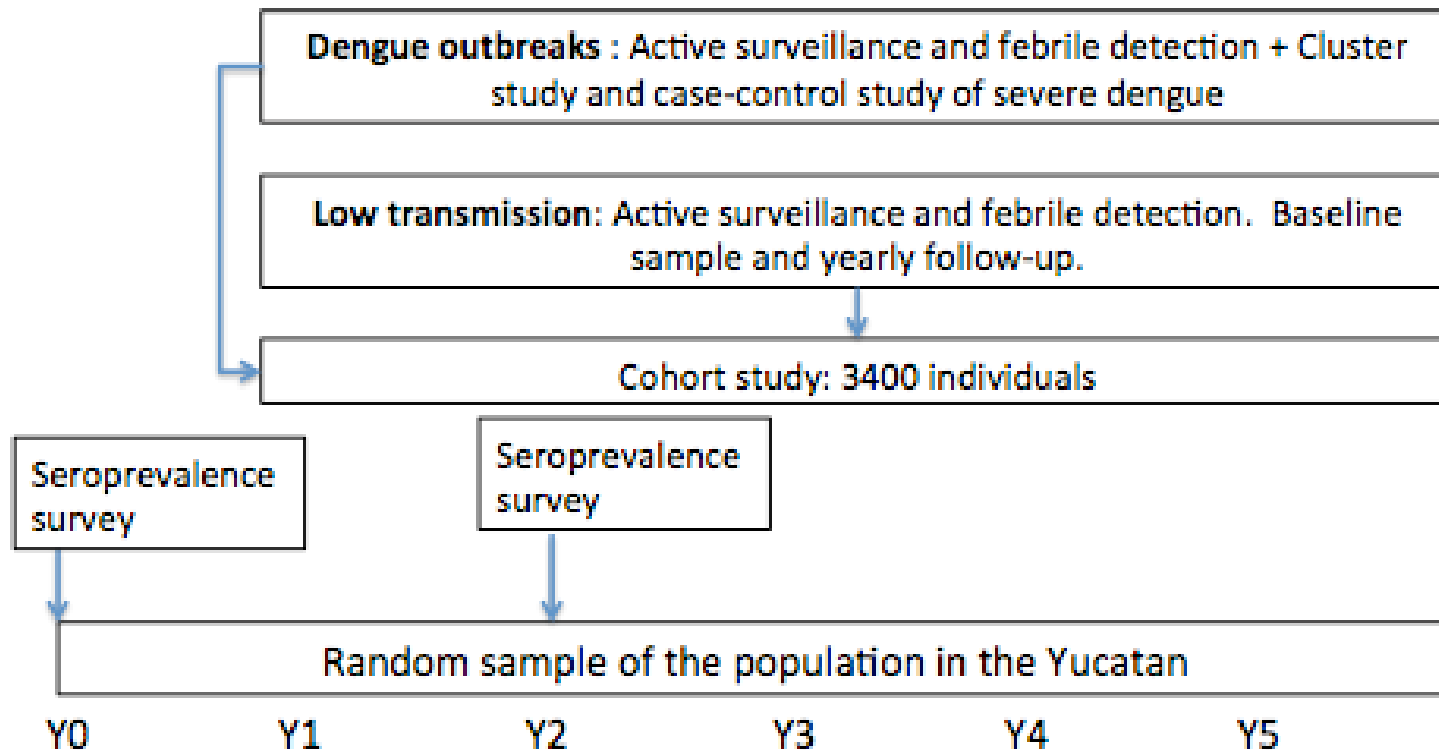 Dengue outbreaks : Active surveillance and febrile detection + Cluster
study and case-control study of severe dengue
Low transmission: Active surveillance and febrile detection.  Baseline
sample and yearly follow-up.
Cohort study: 3400 individuals
Seroprevalence
survey
Seroprevalence
survey
Random sample of the population in the Yucatan
Y0 Y1 Y2 Y3 Y4 Y5